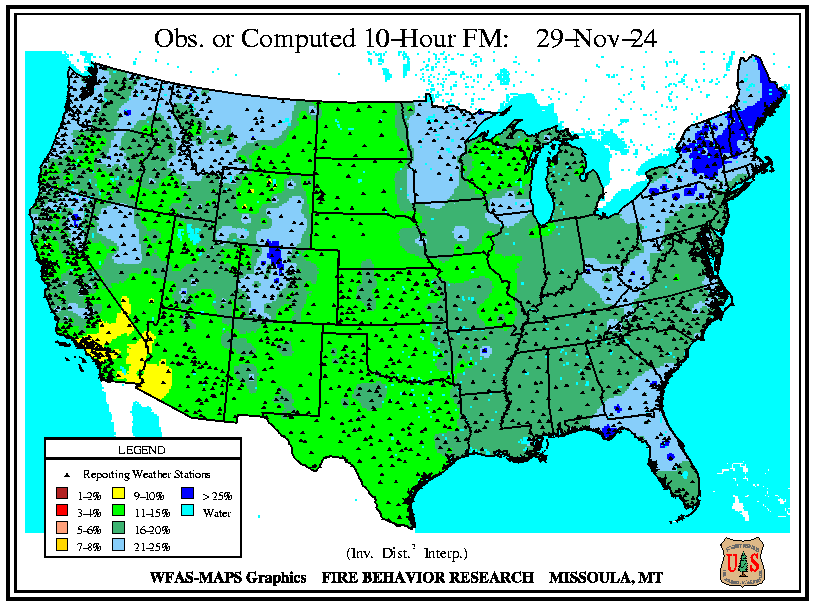 Obs. or Computed 10-Hour FM: 29-Nov-24
LEGEND
Reporting Weather Stations
1-2% 9-10% > 25%
3-4% 11-15% Water
5-6% 16-20%
7-8% 21-25%
(Inv. Dist.² Interp.)
WFAS-MAPS Graphics FIRE BEHAVIOR RESEARCH MISSOULA, MT
U S